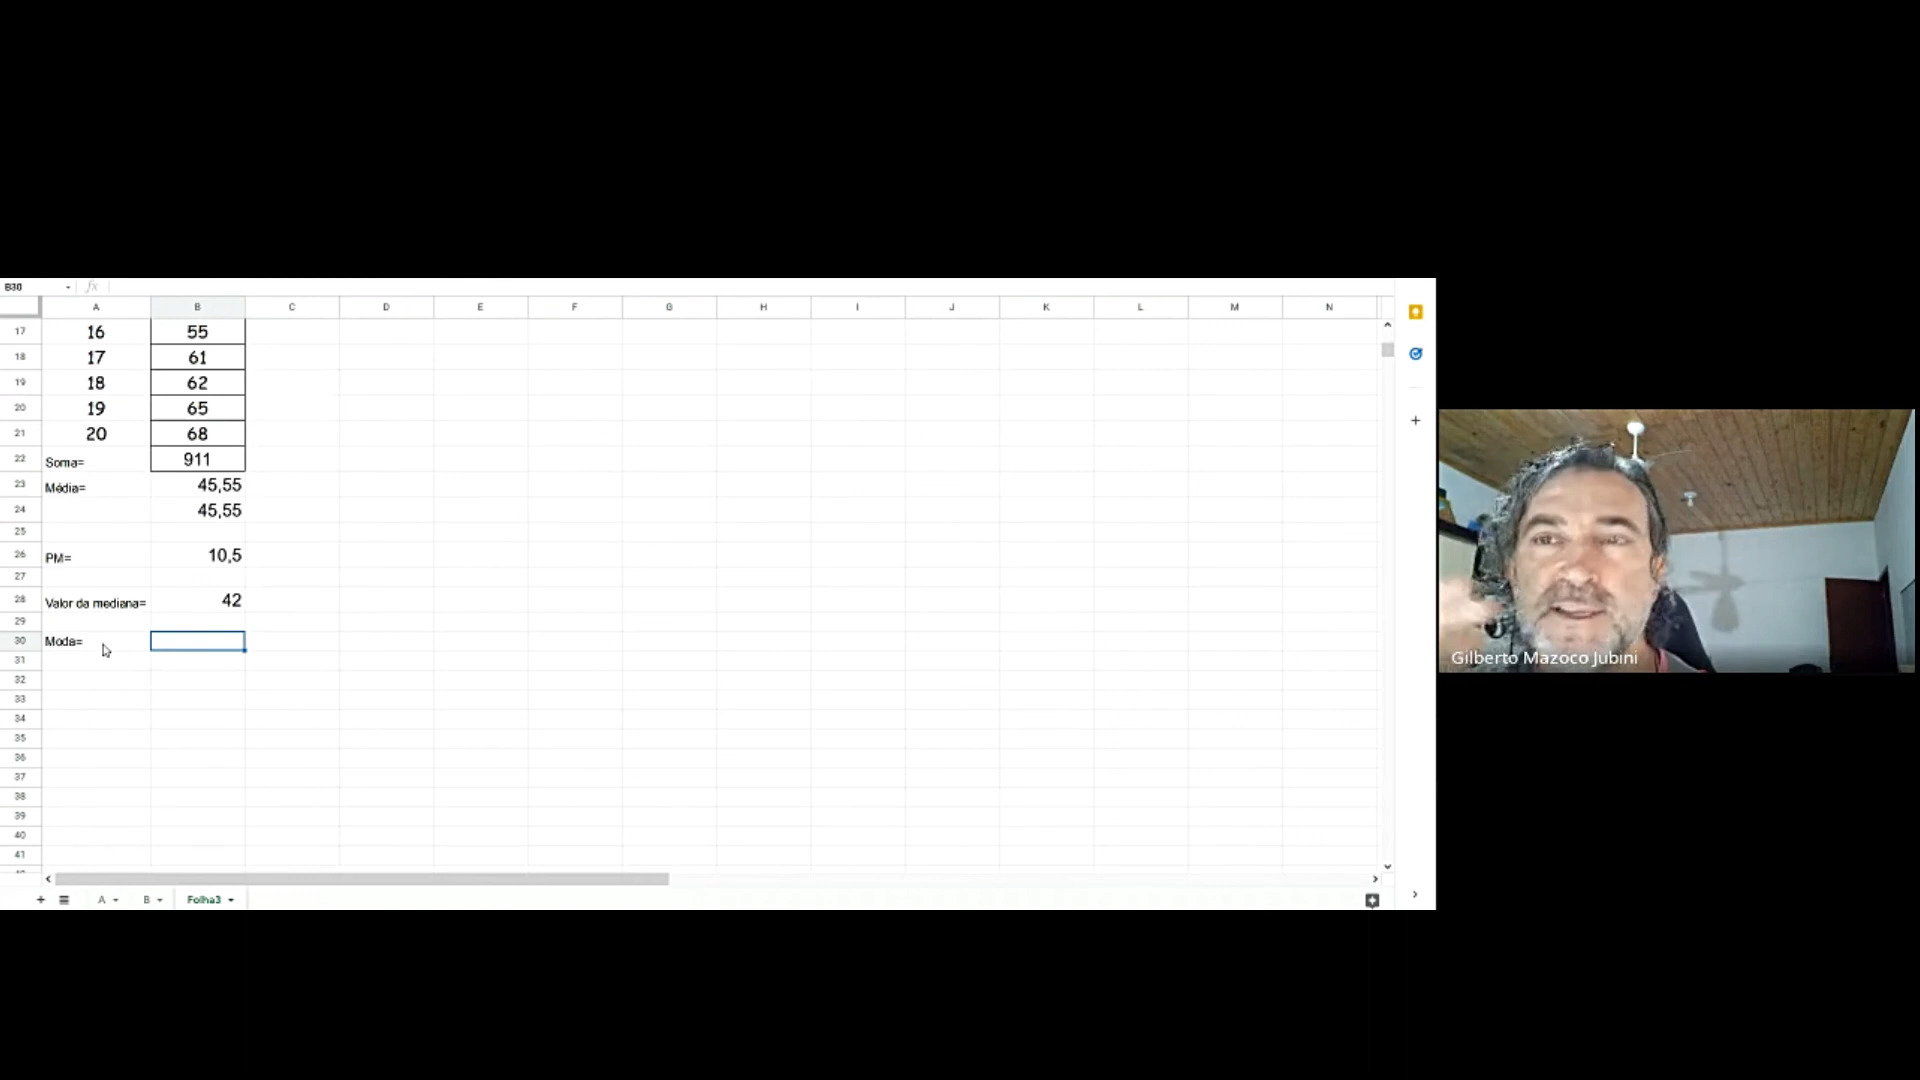 B30
A B C D E F G H I J K L M N
17 16 55
18 17 61
19 18 62
20 19 65
21 20 68
22 Soma= 911
23 Média= 45,55
24 45,55
25
26 PM= 10,5
27
28 Valor da mediana= 42
29
30 Moda=
31
32
33
34
35
36
37
38
39
40
41
A B Folha3
Gilberto Mazoco Jubini